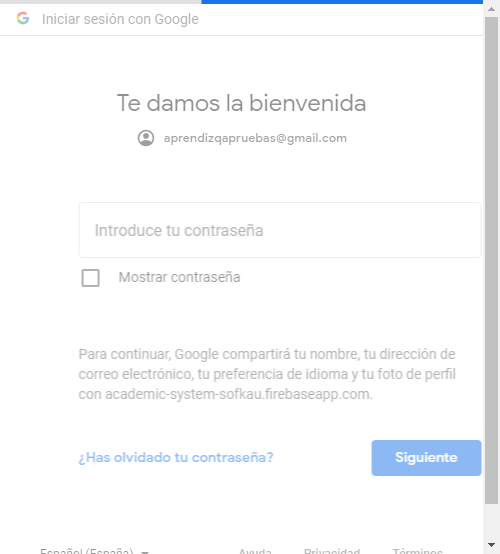 Iniciar sesión con Google
Te damos la bienvenida
aprendizqapruebas@gmail.com
Introduce tu contraseña
Mostrar contraseña
Para continuar, Google compartirá tu nombre, tu dirección de
correo electrónico, tu preferencia de idioma y tu foto de perfil
con academic-system-sofkau.firebaseapp.com.
¿Has olvidado tu contraseña?
Siguiente
Español (España)
Ayuda
Privacidad
Términos